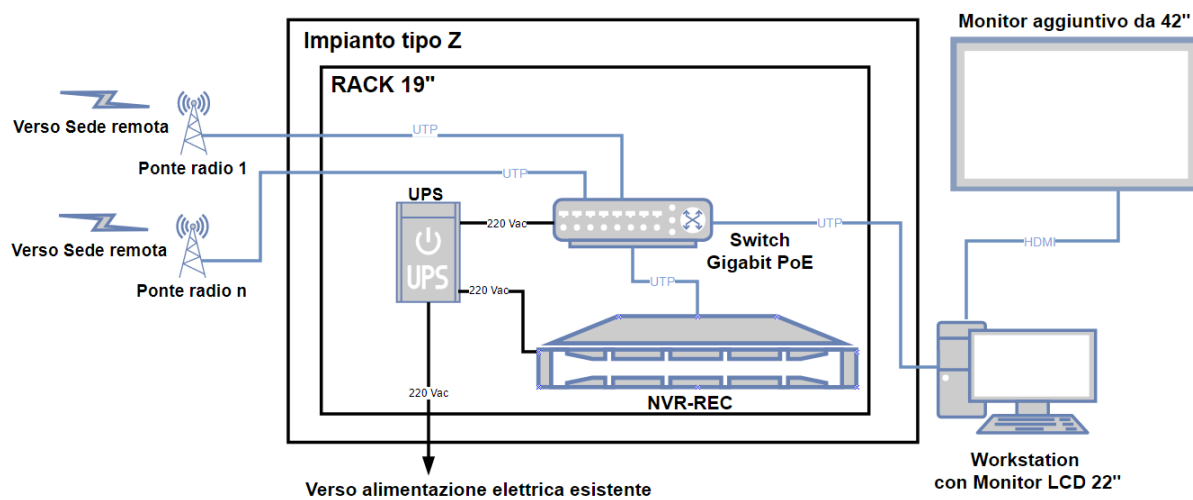 Monitor aggiuntivo da 42"
Impianto tipo Z
RACK 19"
Verso Sede remota
UTP
Ponte radio 1
UTP
UPS
220 Vac
UTP
Verso Sede remota
Switch
Gigabit PoE
HDMI
UPS
Ponte radio n
220 Vac
UTP
220 Vac
NVR-REC
Workstation
con Monitor LCD 22"
Verso alimentazione elettrica esistente